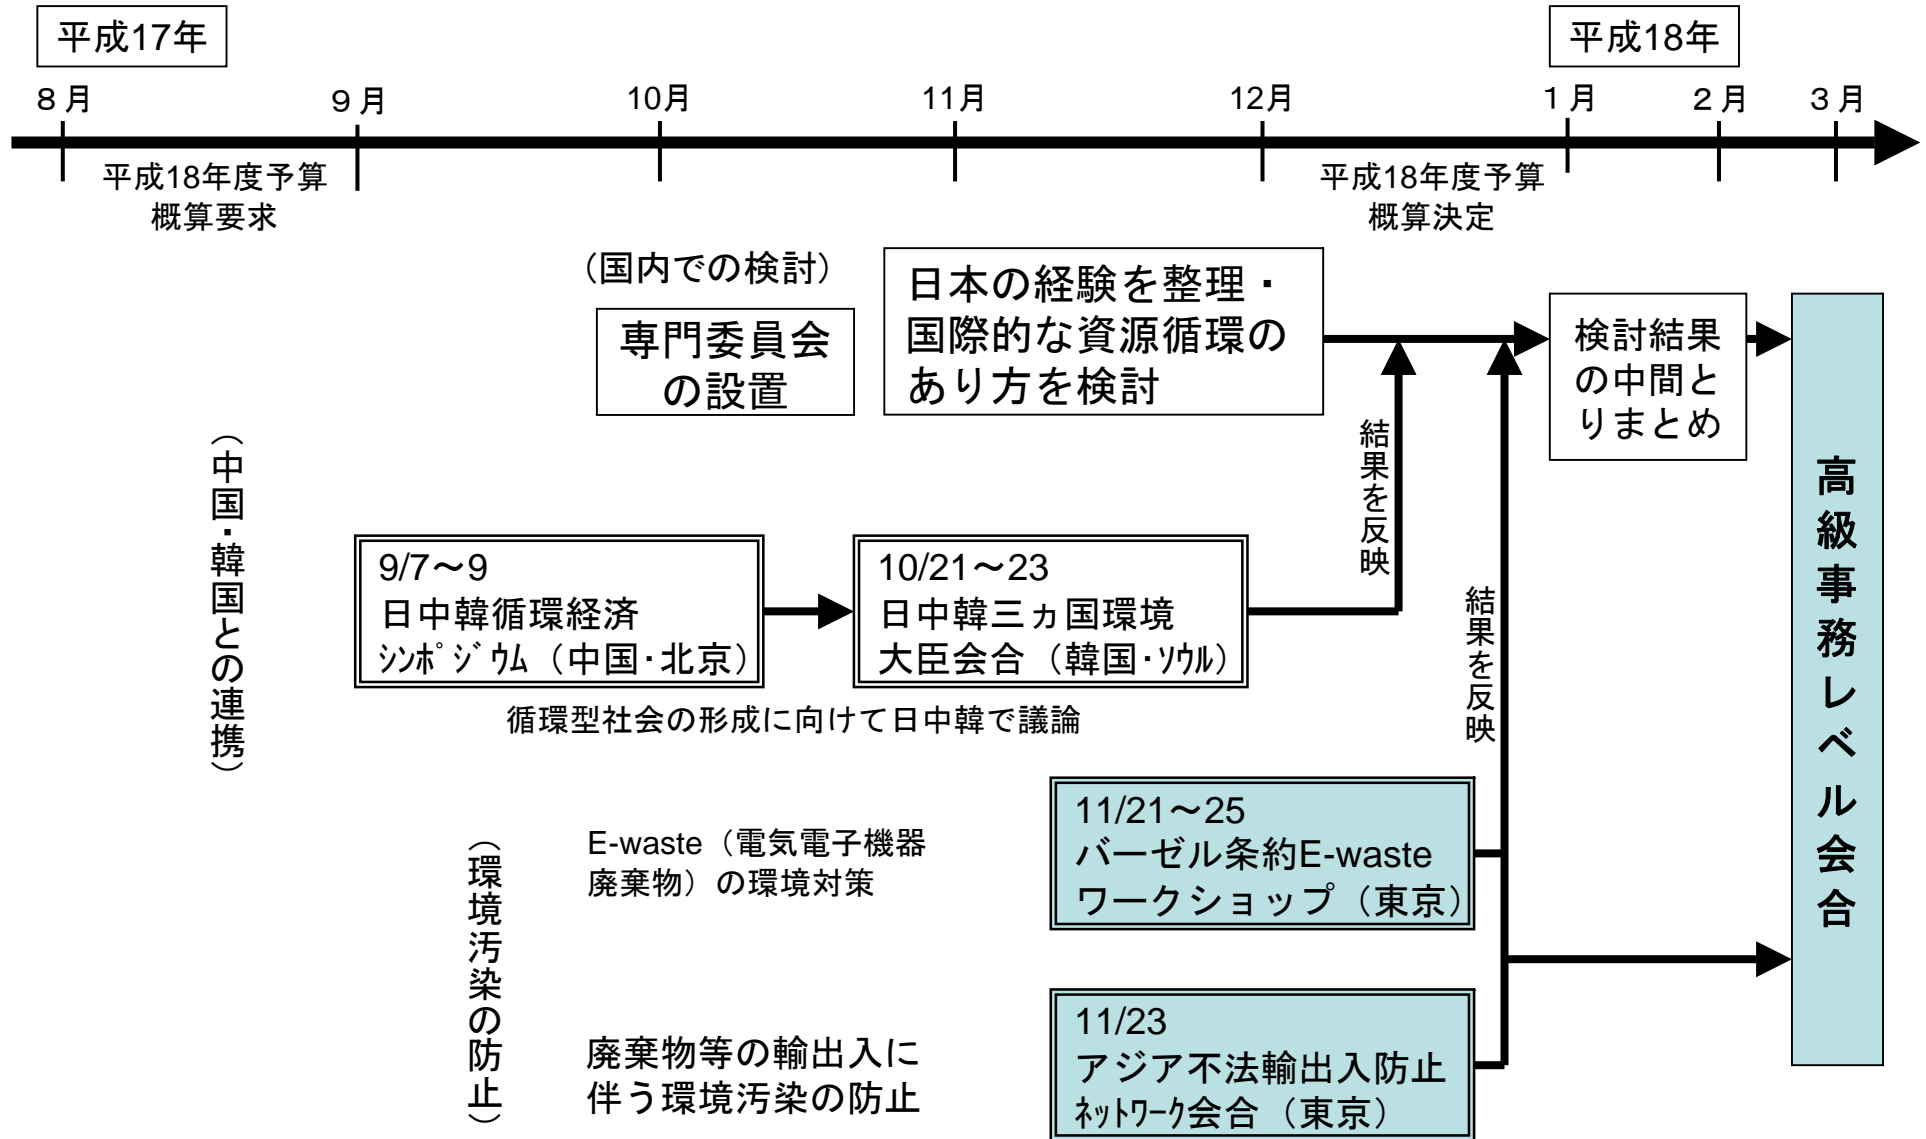 平成17年
平成18年
８月
９月
10月
11月
12月
１月
２月
３月
平成18年度予算
概算要求
平成18年度予算
概算決定
（国内での検討）
専門委員会
の設置
日本の経験を整理・
国際的な資源循環の
あり方を検討
検討結果
の中間と
りまとめ
結果を反映
結果を反映
高級事務レベル会合
（中国・韓国との連携）
9/7～9
日中韓循環経済
ｼﾝﾎﾟｼﾞｳﾑ（中国･北京）
10/21～23
日中韓三ヵ国環境
大臣会合（韓国･ｿｳﾙ）
循環型社会の形成に向けて日中韓で議論
（環境汚染の防止）
E-waste（電気電子機器
廃棄物）の環境対策
11/21～25
バーゼル条約E-waste
ワークショップ（東京）
廃棄物等の輸出入に
伴う環境汚染の防止
11/23
アジア不法輸出入防止
ﾈｯﾄﾜｰｸ会合（東京）